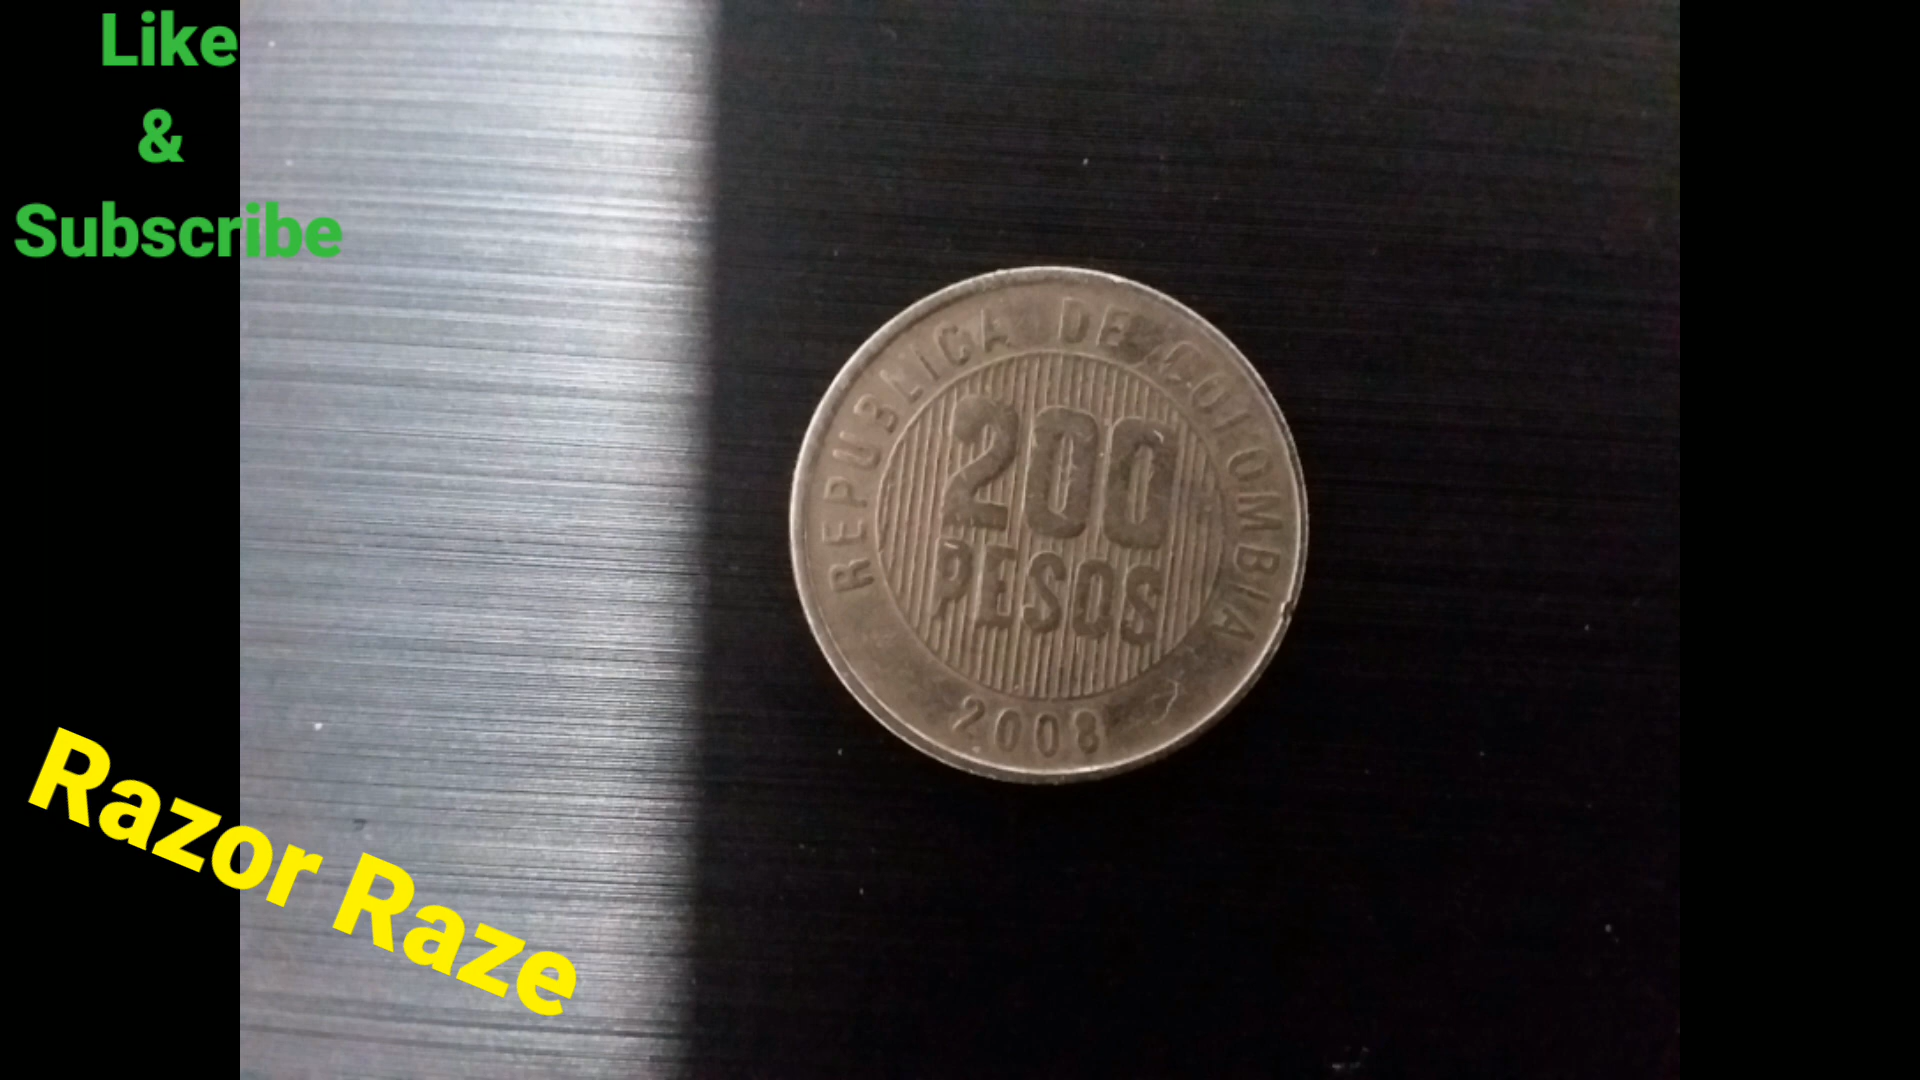 Like
&
Subscribe
REPUBLICA DE COLOMBIA
200
PESOS
2008
Razor Raze